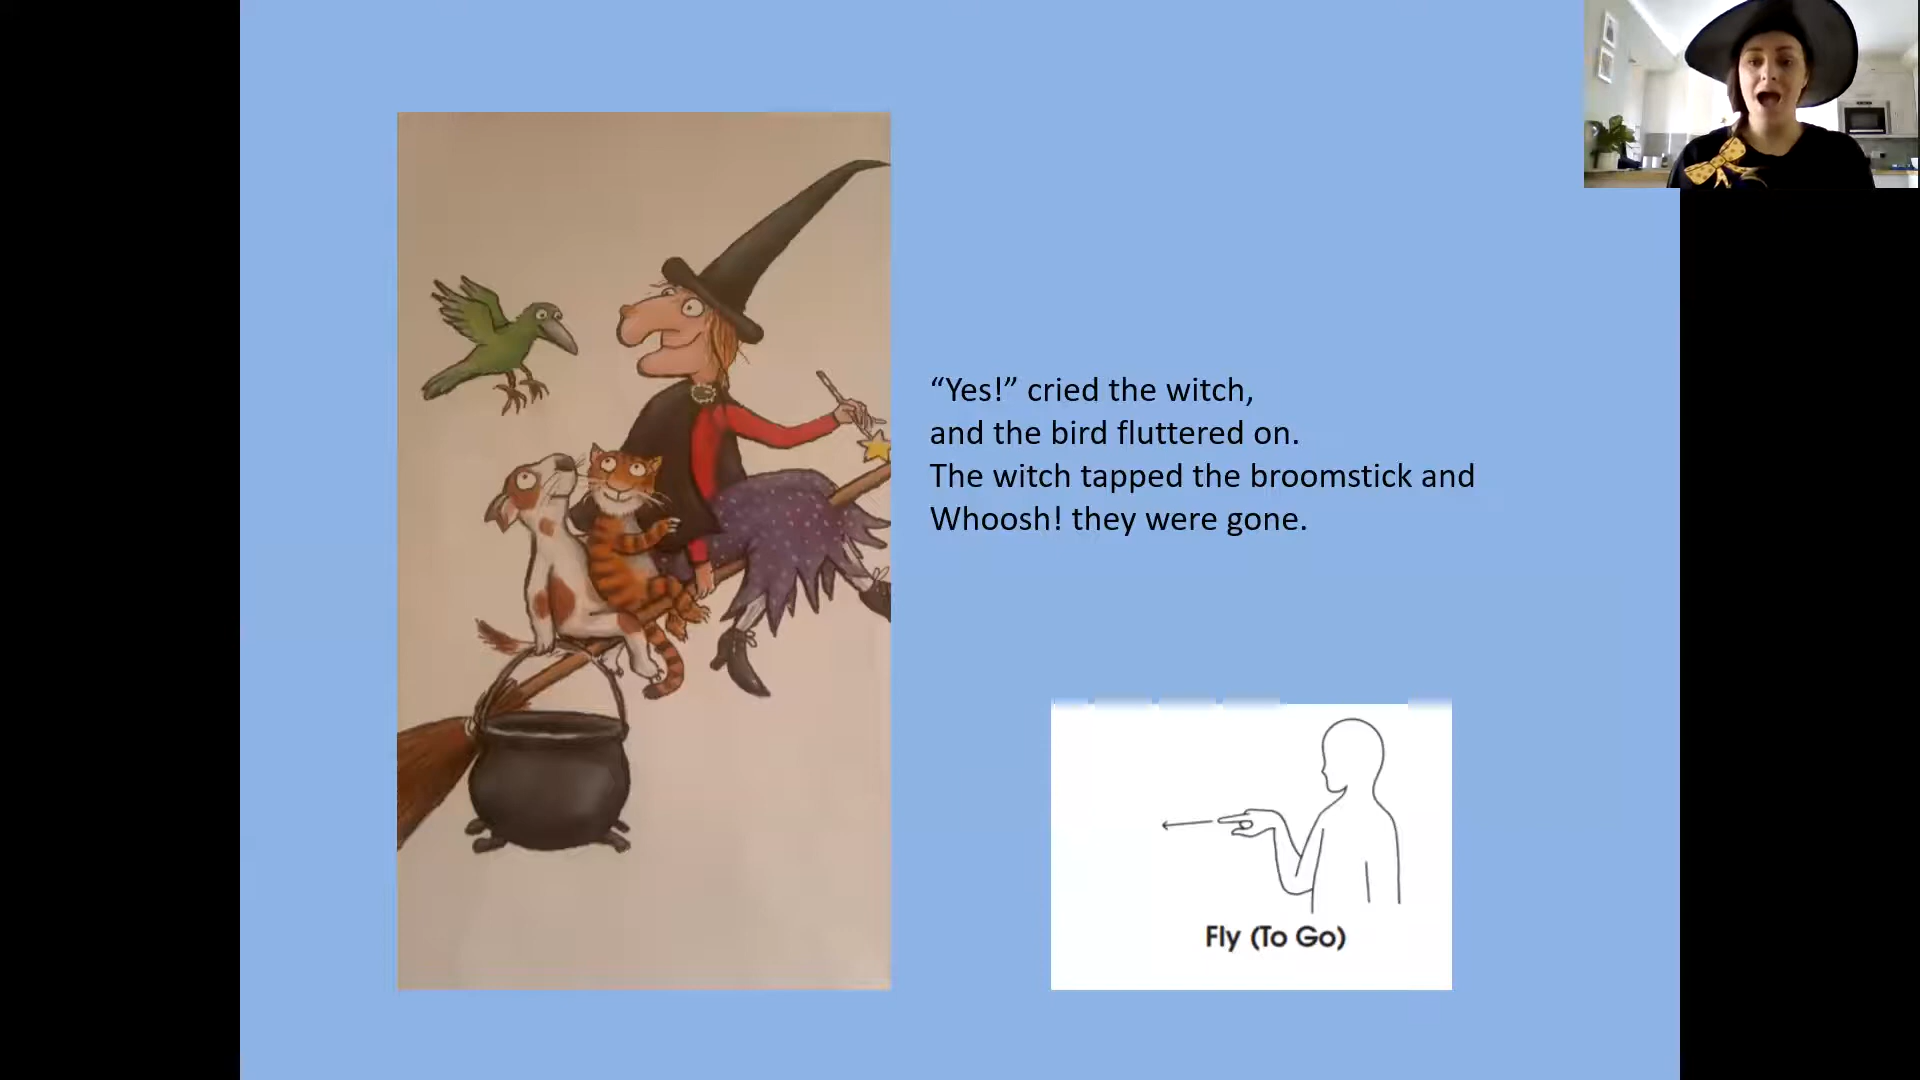 “Yes!” cried the witch,
and the bird fluttered on.
The witch tapped the broomstick and
Whoosh! they were gone.
Fly (To Go)